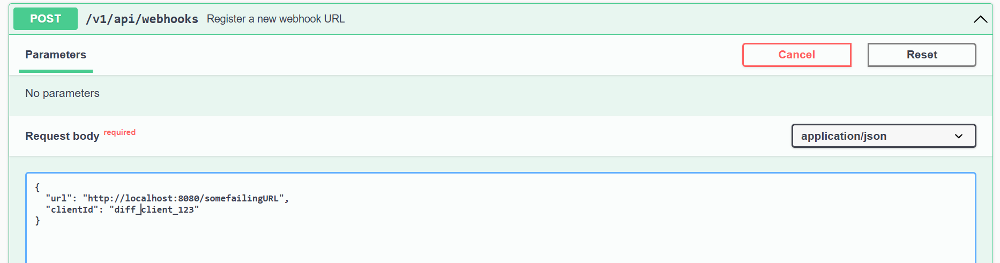 POST /v1/api/webhooks Register a new webhook URL
Parameters Cancel Reset
No parameters
Request body required application/json
{
"url": "http://localhost:8080/somefailingURL",
"clientId": "diff_client_123"
}